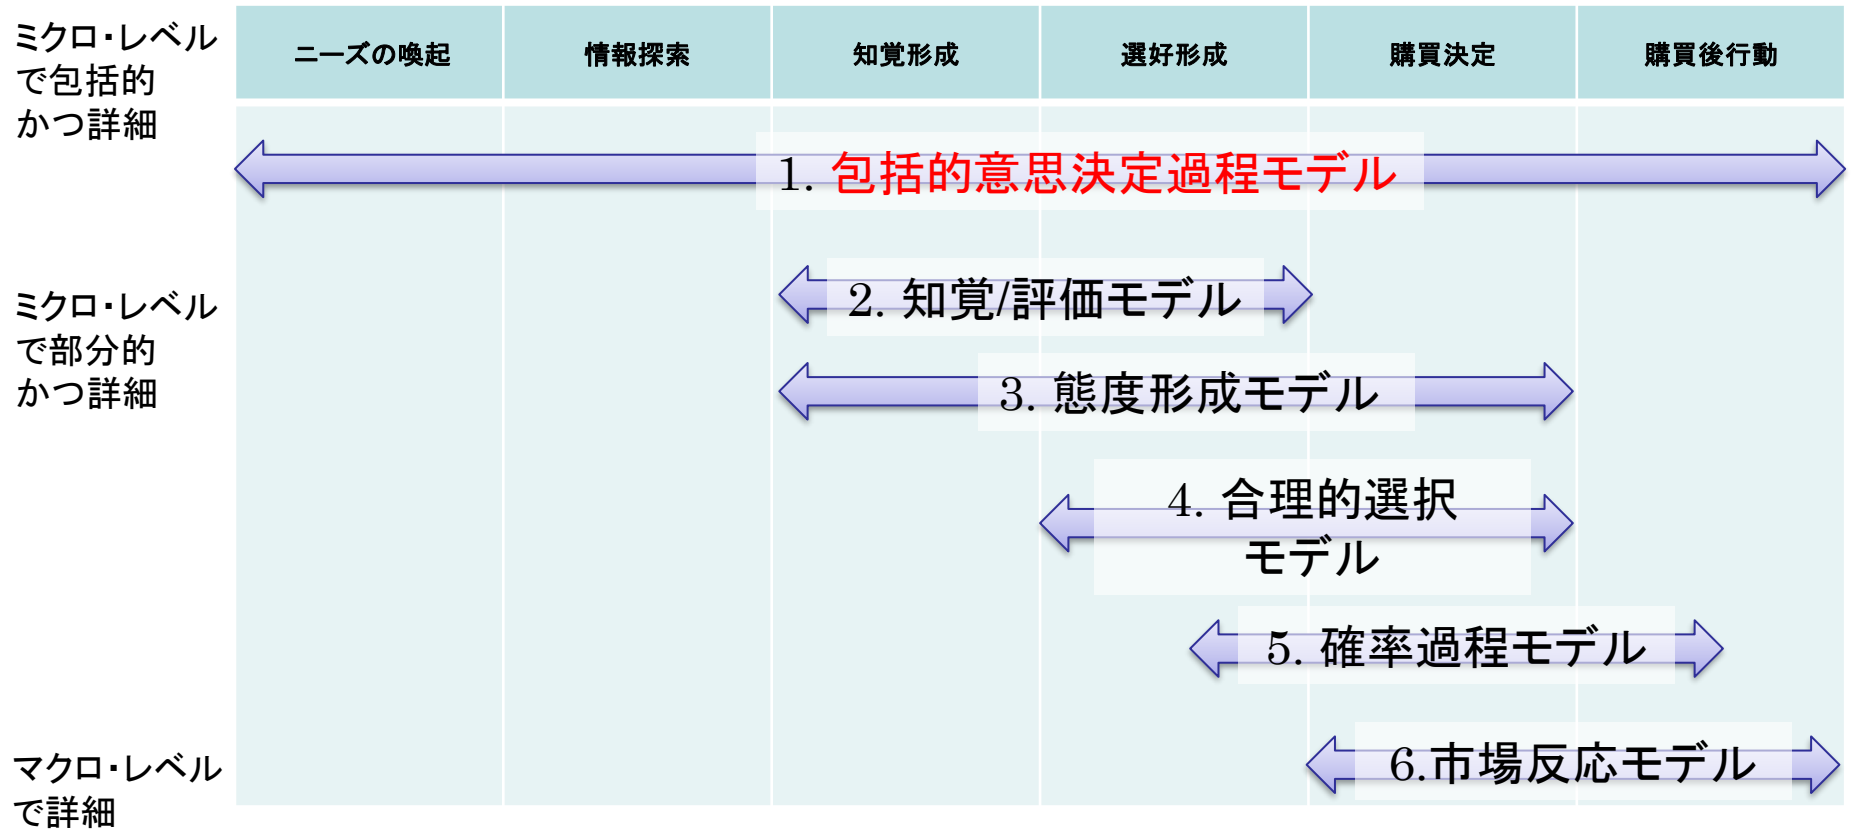 ミクロ・レベル
で包括的
かつ詳細
ニーズの喚起
情報探索
知覚形成
選好形成
購買決定
購買後行動
1. 包括的意思決定過程モデル
ミクロ・レベル
で部分的
かつ詳細
2. 知覚/評価モデル
3. 態度形成モデル
4. 合理的選択
モデル
5. 確率過程モデル
マクロ・レベル
で詳細
6.市場反応モデル